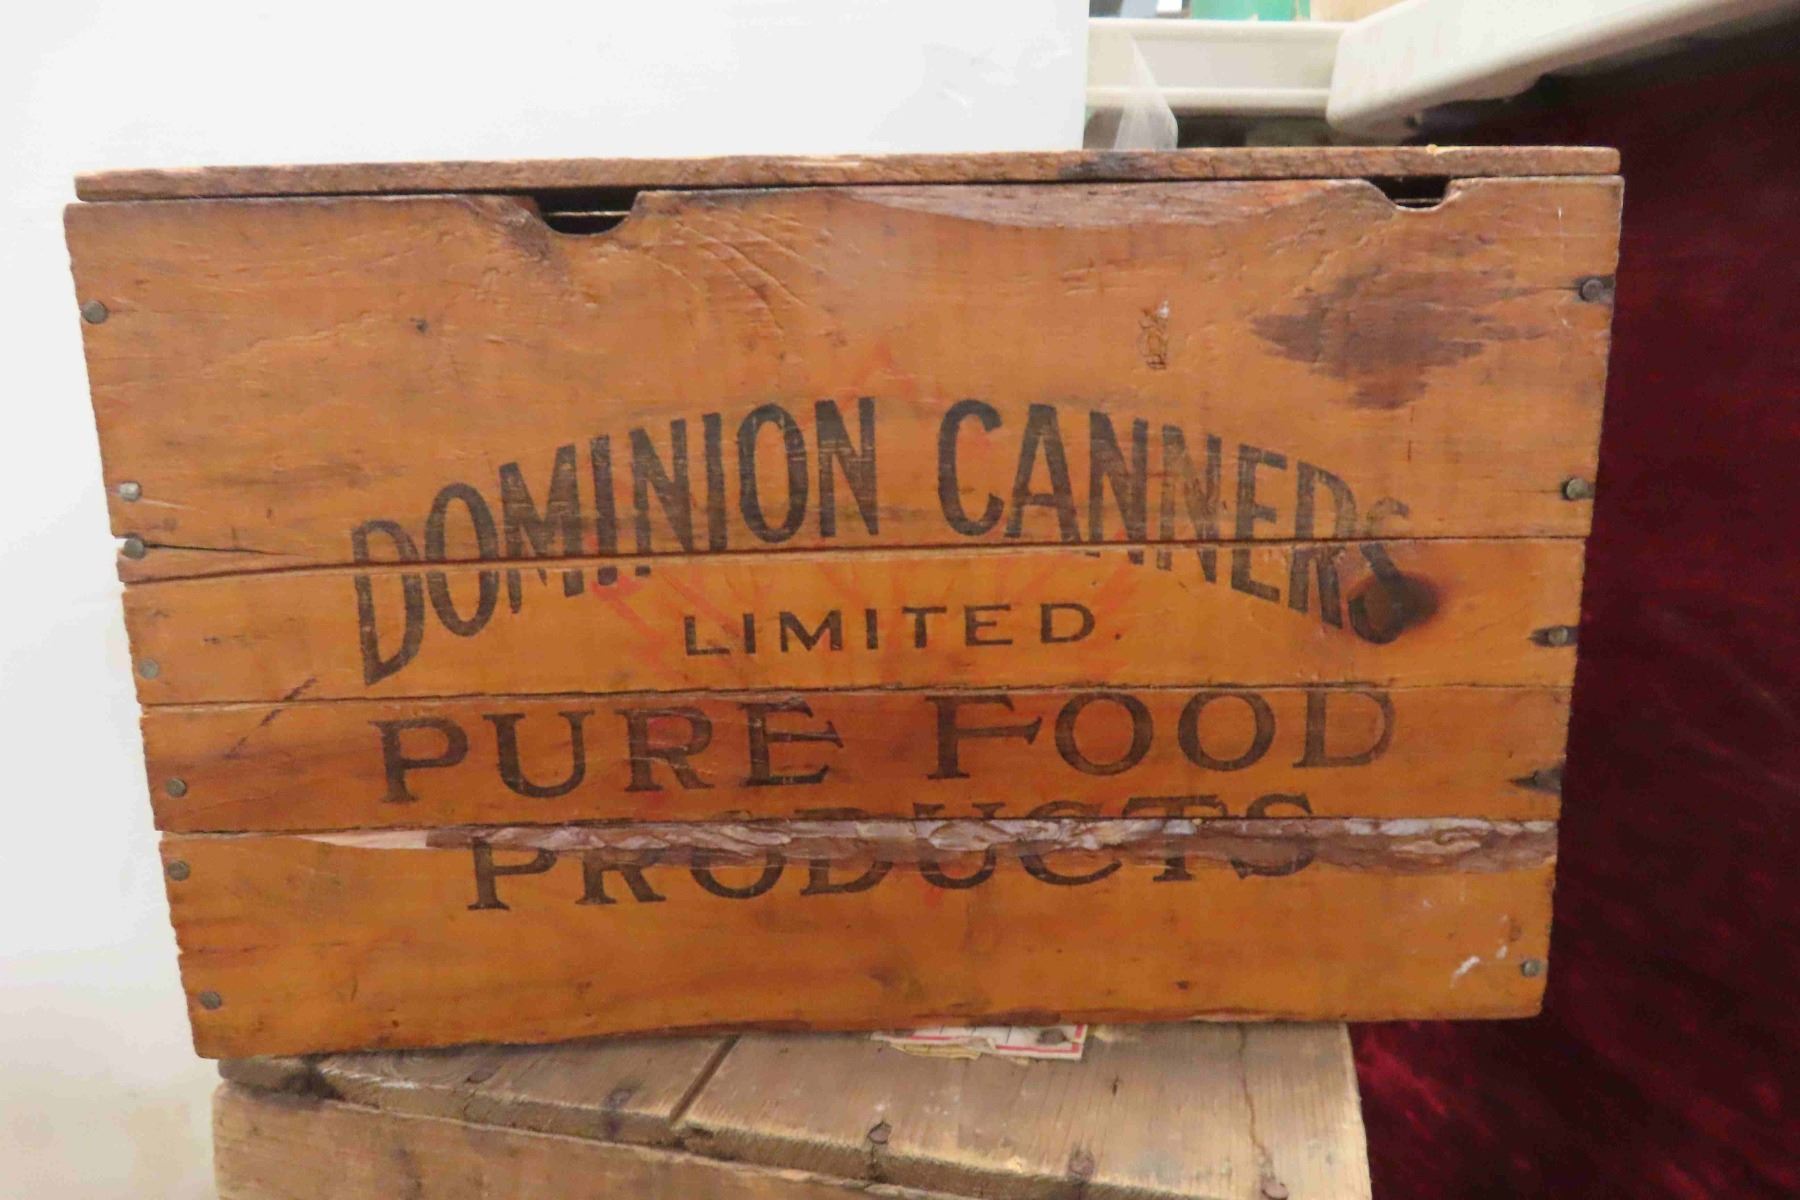 DOMINION CANNERS
LIMITED.
PURE FOOD
PRODUCTS